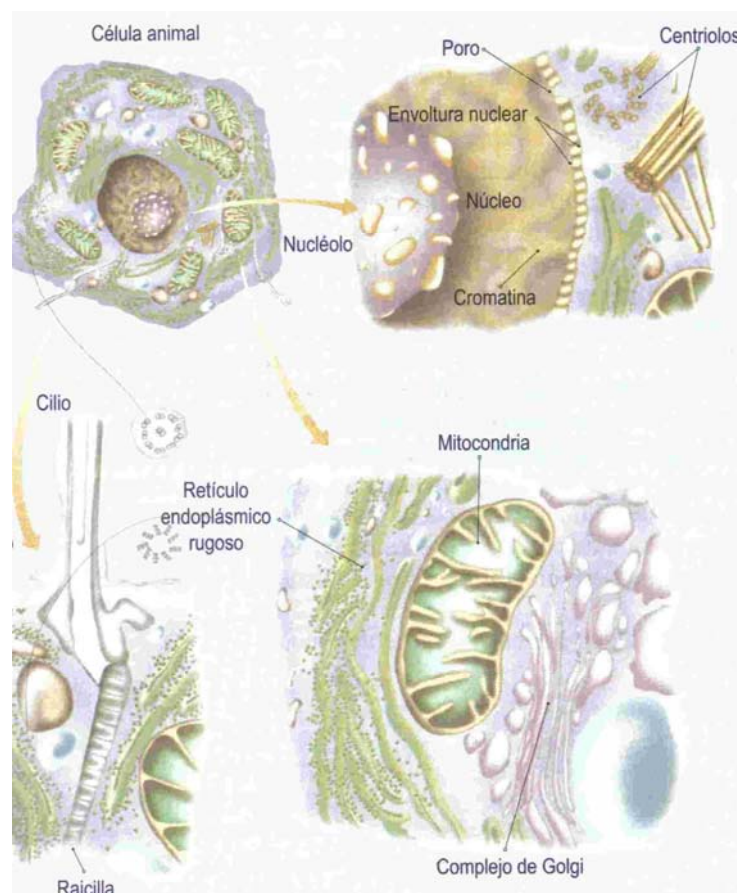 Célula animal
Poro
Centriolos
Envoltura nuclear
Núcleo
Nucléolo
Cromatina
Cilio
Mitocondria
Retículo
endoplásmico
rugoso
Complejo de Golgi
Raicilla